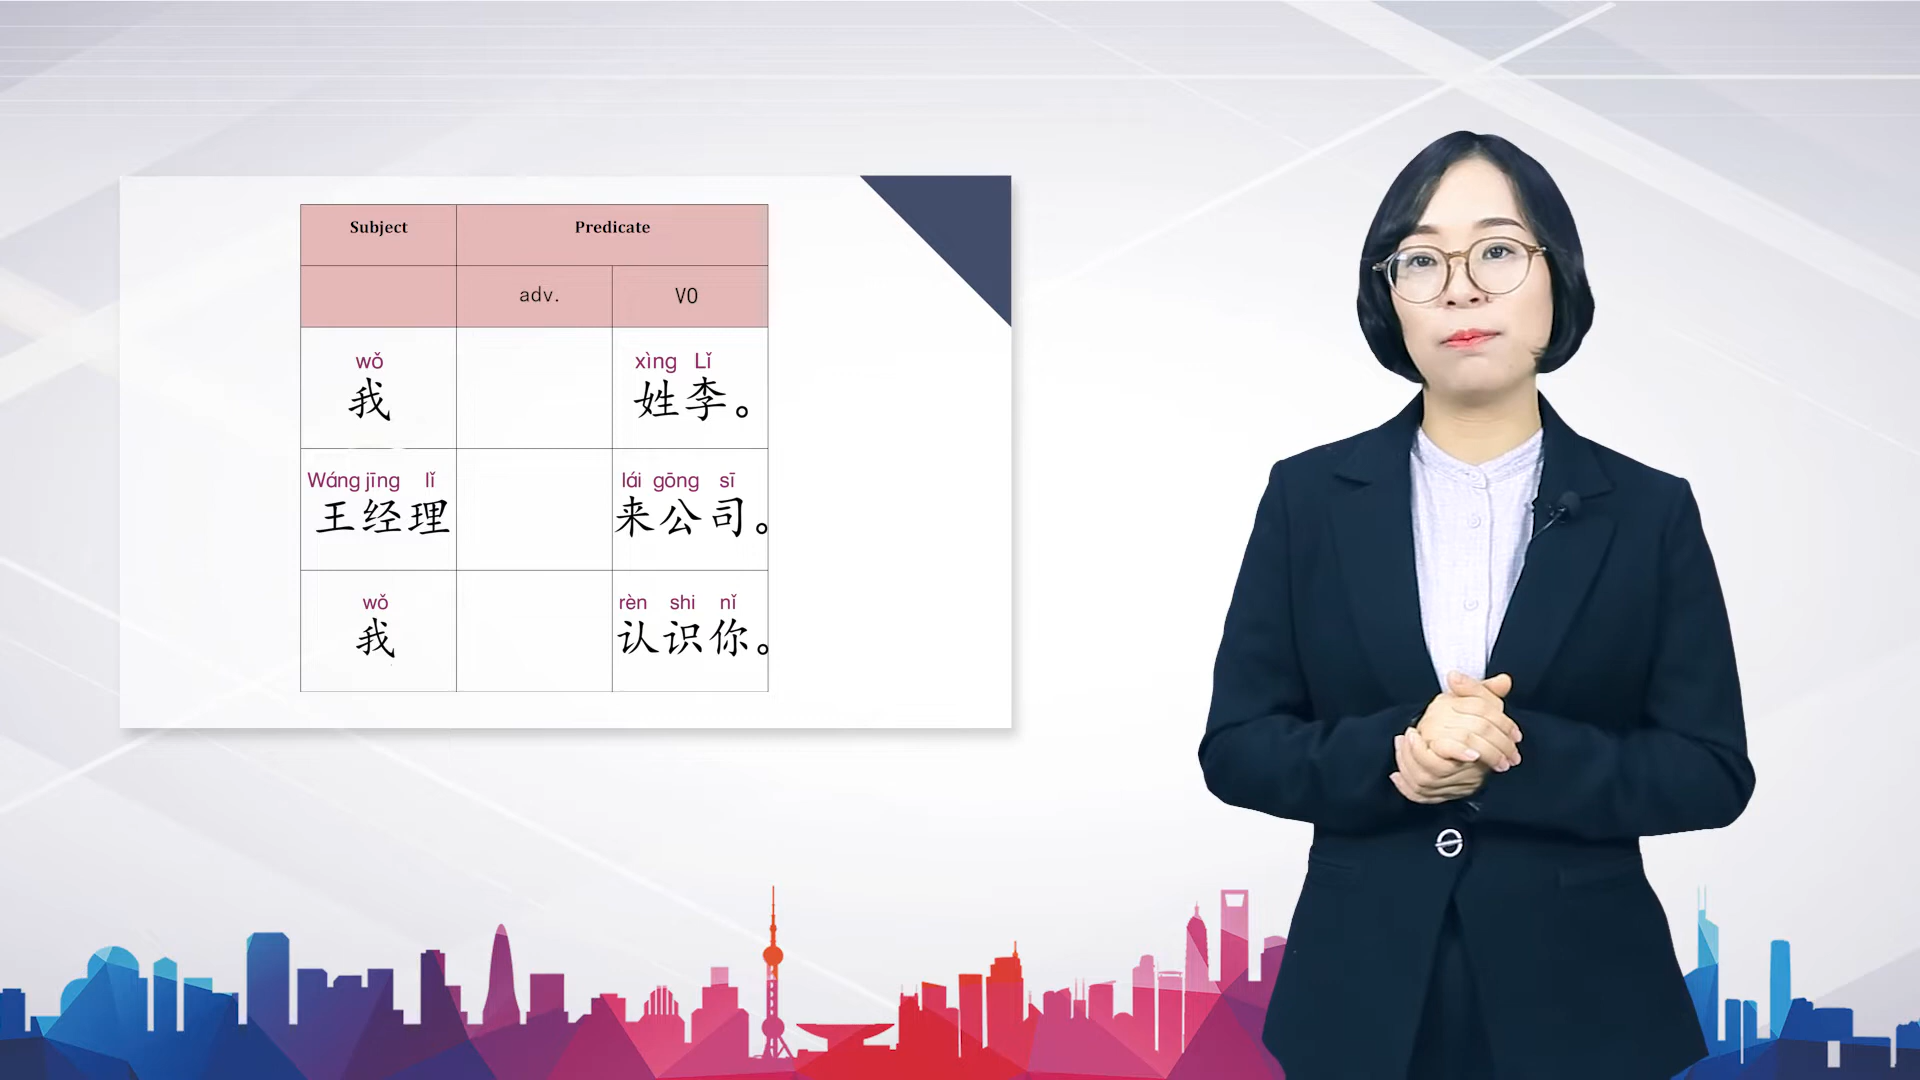 Subject Predicate
adv. VO
wǒ xìng Lǐ
我 姓李。
Wáng jīng lǐ lái gōng sī
王经理 来公司。
wǒ rèn shi nǐ
我 认识你。